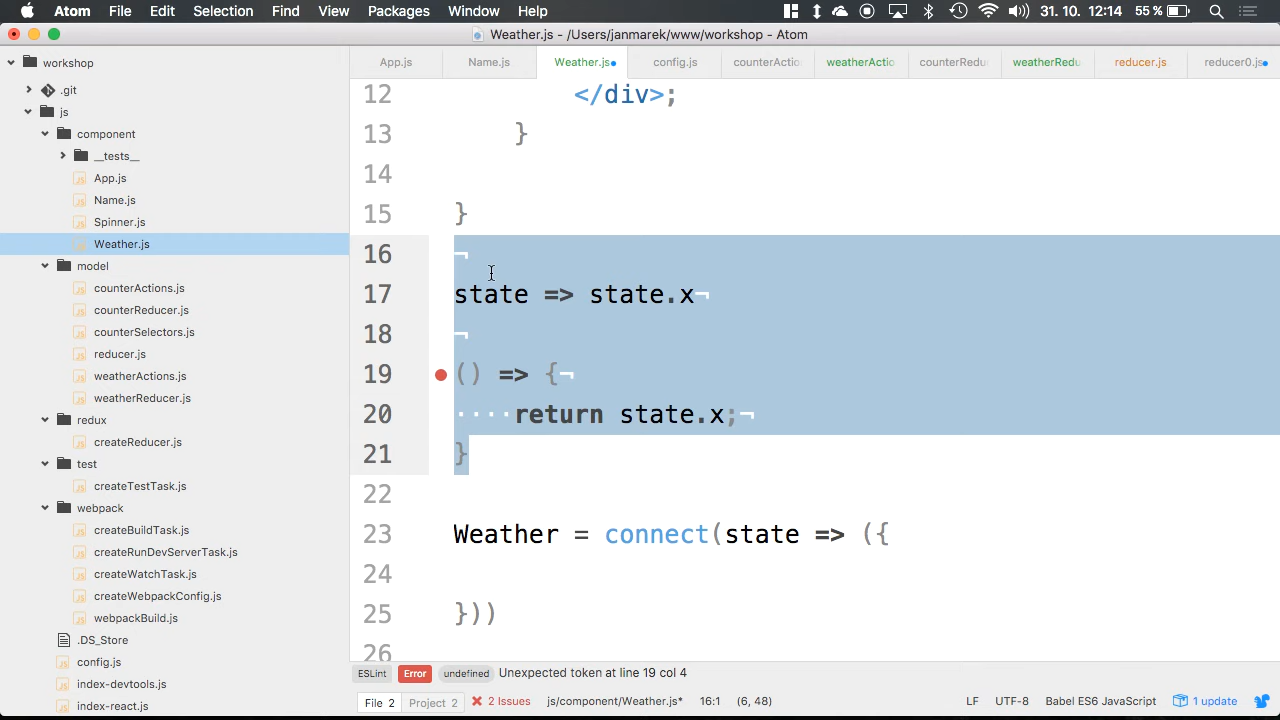 Atom File Edit Selection Find View Packages Window Help 31. 10. 12:14 55 %
Weather.js - /Users/janmarek/www/workshop - Atom
workshop
.git
js
component
__tests__
App.js
Name.js
Spinner.js
Weather.js
model
counterActions.js
counterReducer.js
counterSelectors.js
reducer.js
weatherActions.js
weatherReducer.js
redux
createReducer.js
test
createTestTask.js
webpack
createBuildTask.js
createRunDevServerTask.js
createWatchTask.js
createWebpackConfig.js
webpackBuild.js
.DS_Store
config.js
index-devtools.js
index-react.js
App.js Name.js Weather.js config.js counterActio weatherActio counterRedu weatherRedu reducer.js reducer0.js
12 </div>;
13 }
14
15 }
16 ¬
17 state => state.x¬
18 ¬
19 () => {¬
20 ····return state.x;¬
21 }
22
23 Weather = connect(state => ({
24
25 }))
26
ESLint Error undefined Unexpected token at line 19 col 4
File 2 Project 2 2 Issues js/component/Weather.js* 16:1 (6, 48) LF UTF-8 Babel ES6 JavaScript 1 update